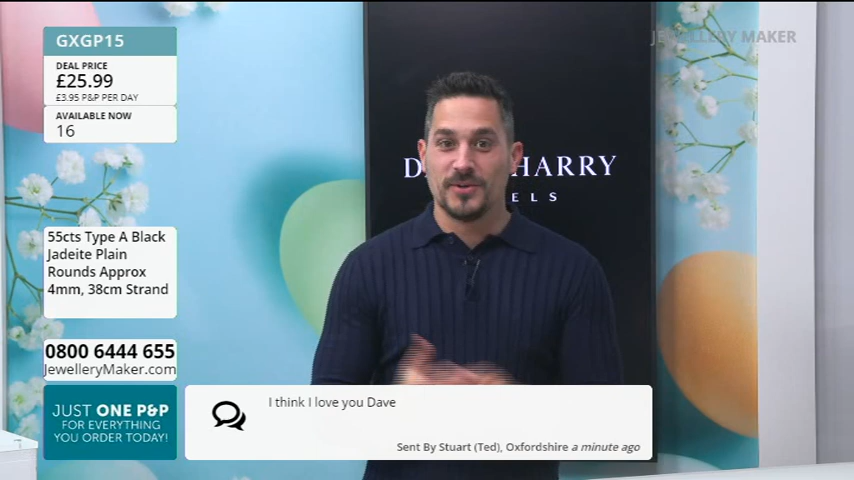 GXGP15
DEAL PRICE
£25.99
£3.95 P&P PER DAY
AVAILABLE NOW
16
JEWELLERY MAKER
HARRY
ELS
55cts Type A Black
Jadeite Plain
Rounds Approx
4mm, 38cm Strand
0800 6444 655
JewelleryMaker.com
JUST ONE P&P
FOR EVERYTHING
YOU ORDER TODAY!
I think I love you Dave
Sent By Stuart (Ted), Oxfordshire a minute ago